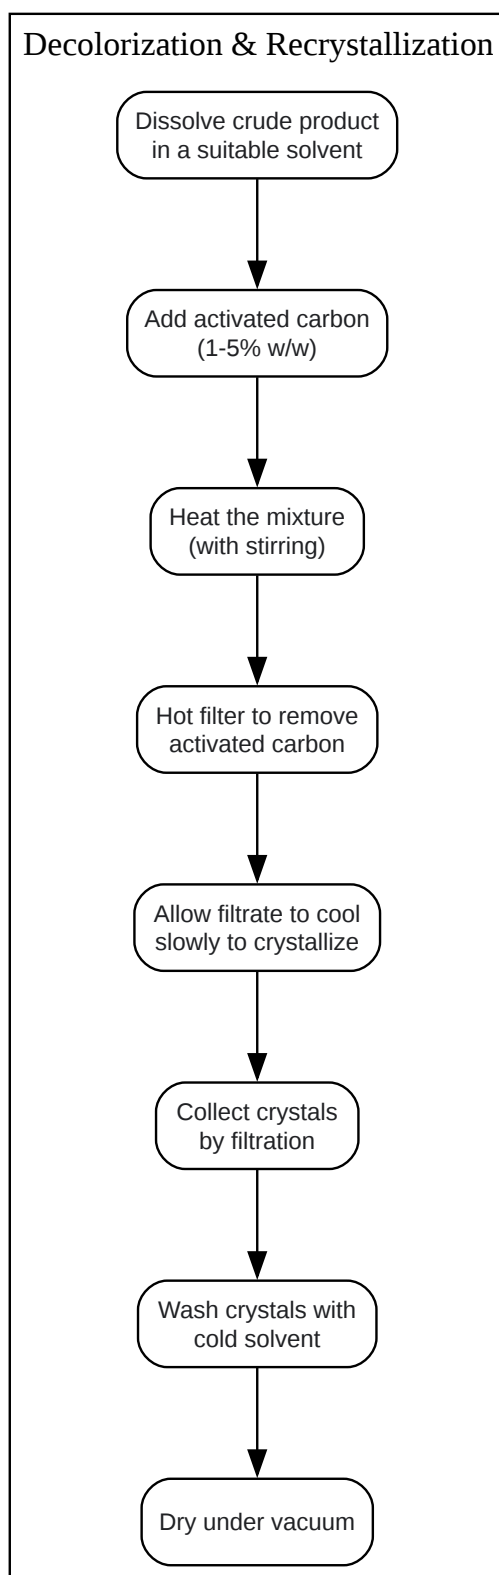 Decolorization & Recrystallization
Dissolve crude product
in a suitable solvent
Add activated carbon
(1-5% w/w)
Heat the mixture
(with stirring)
Hot filter to remove
activated carbon
Allow filtrate to cool
slowly to crystallize
Collect crystals
by filtration
Wash crystals with
cold solvent
Dry under vacuum